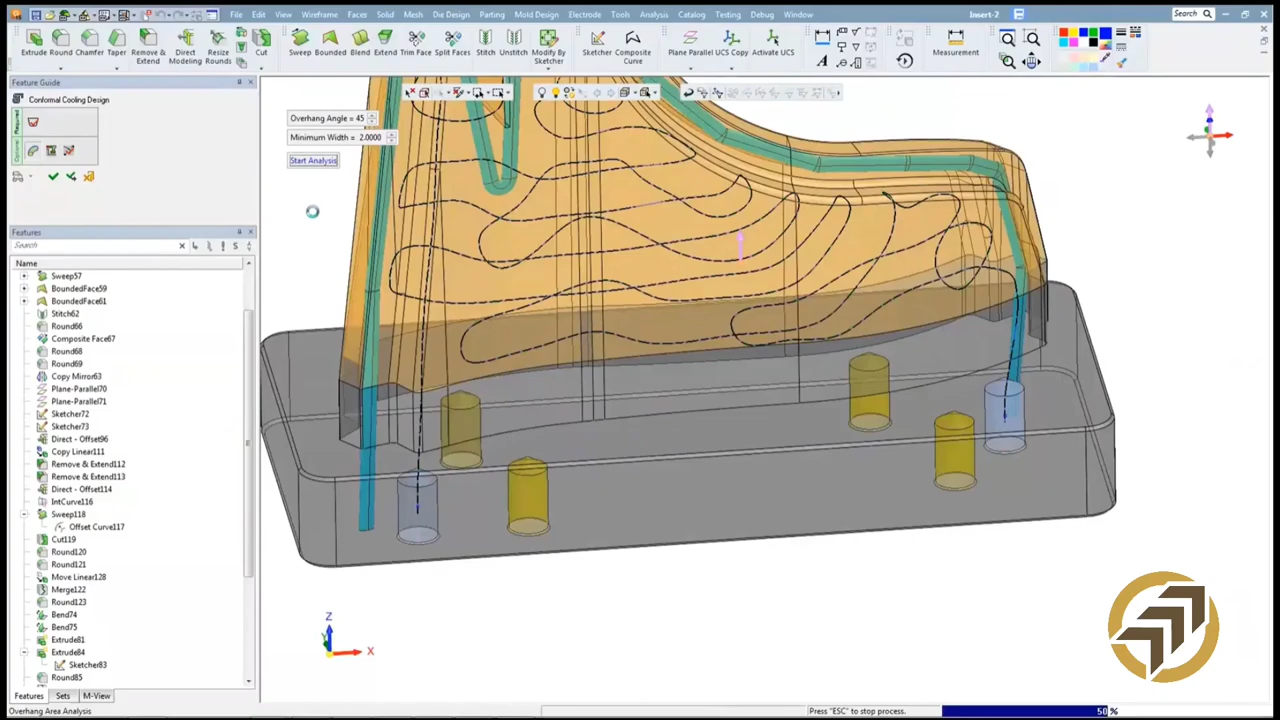 File Edit View Wireframe Faces Solid Mesh Die Design Parting Mold Design Electrode Tools Analysis Catalog Testing Debug Window Insert-2 Search
Extrude Round Chamfer Taper Remove & Extend Direct Modeling Resize Rounds Cut Sweep Bounded Blend Extend Trim Face Split Faces Stitch Unstitch Modify By Sketcher Sketcher Composite Curve Plane Parallel UCS Copy Activate UCS Measurement
Feature Guide
Conformal Cooling Design
Required
Optional
Overhang Angle = 45
Minimum Width = 2.0000
Start Analysis
Features
Search
S
Name
Sweep57
BoundedFace59
BoundedFace61
Stitch62
Round66
Composite Face67
Round68
Round69
Copy Mirror63
Plane-Parallel70
Plane-Parallel71
Sketcher72
Sketcher73
Direct - Offset96
Copy Linear111
Remove & Extend112
Remove & Extend113
Direct - Offset114
IntCurve116
Sweep118
Offset Curve117
Cut119
Round120
Round121
Move Linear128
Merge122
Round123
Bend74
Bend75
Extrude81
Extrude84
Sketcher83
Round85
Z
Y
X
Features Sets M-View
Overhang Area Analysis Press "ESC" to stop process. 50 %